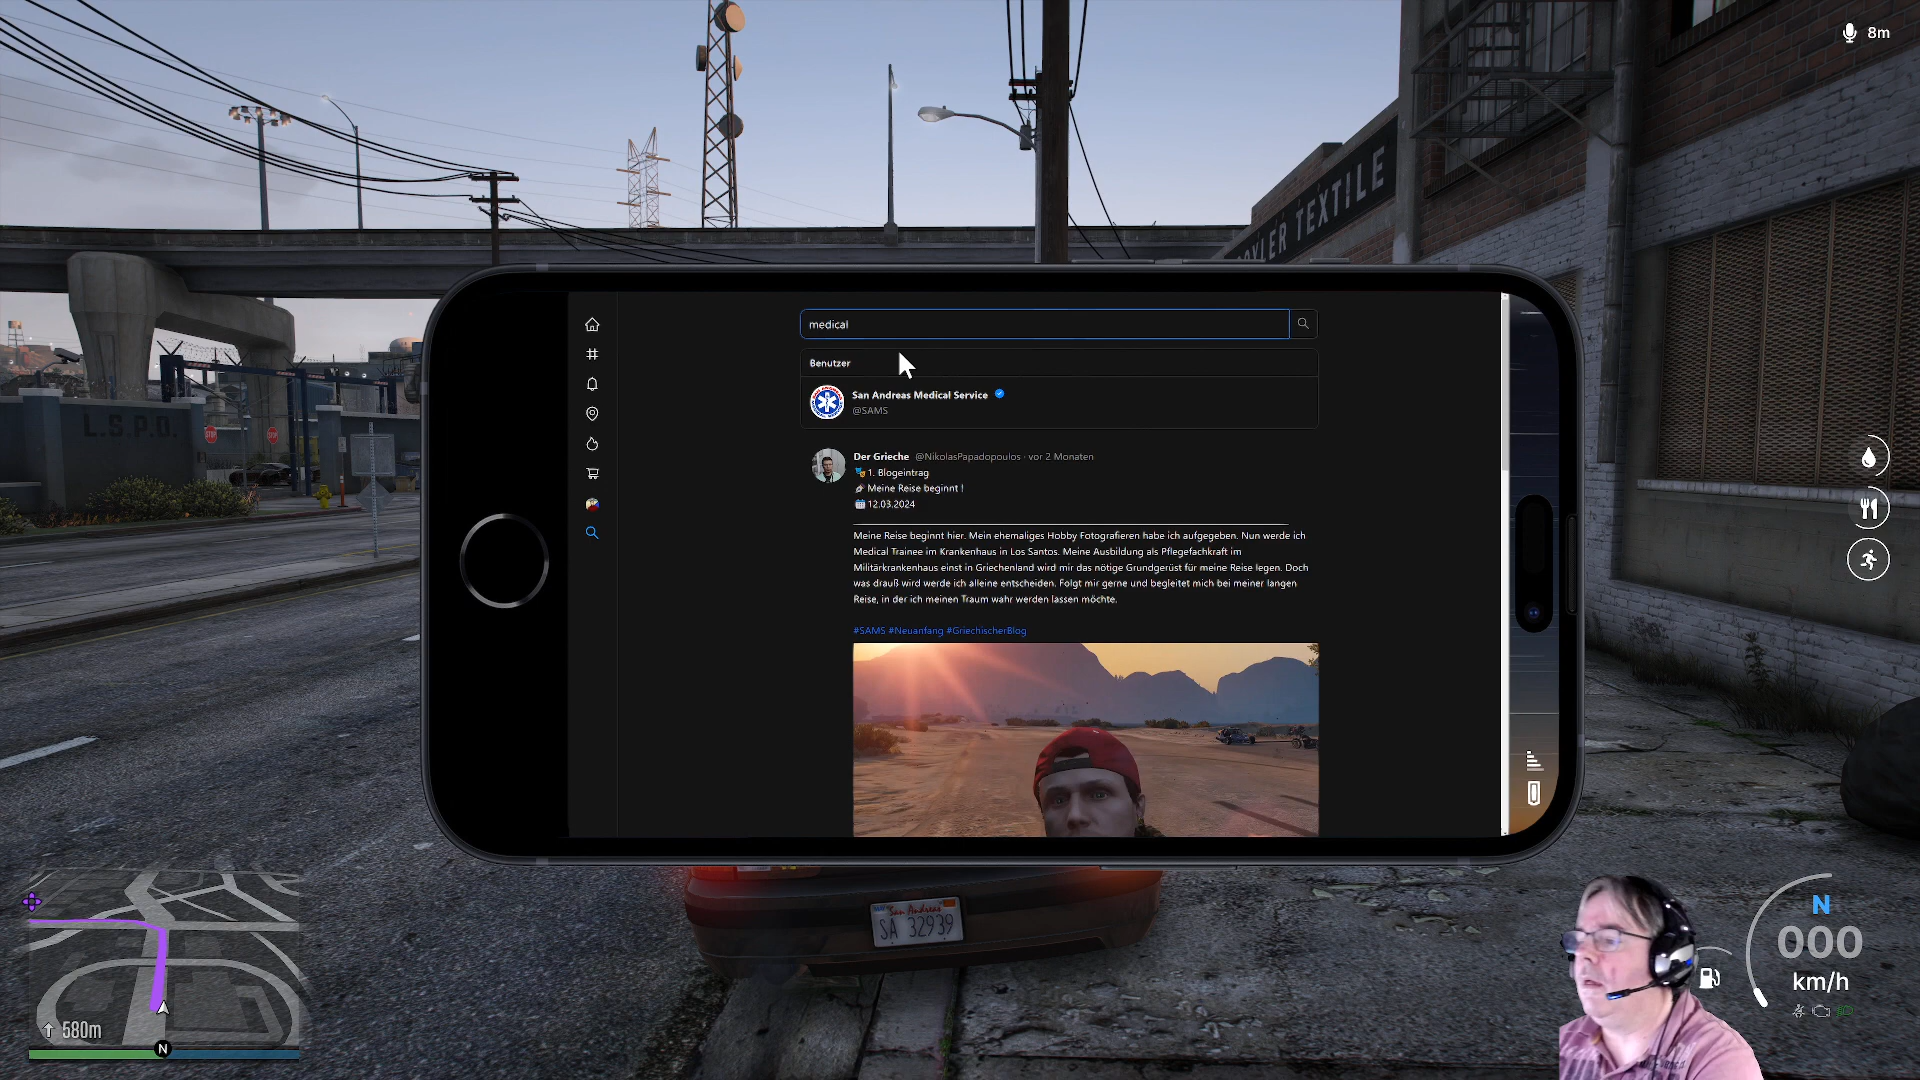 8m
TEXTILE
L.S.P.D.
STOP
STOP
medical
Benutzer
San Andreas Medical Service
@SAMS
Der Grieche @NikolasPapadopoulos · vor 2 Monaten
1. Blogeintrag
Meine Reise beginnt !
12.03.2024
Meine Reise beginnt hier. Mein ehemaliges Hobby Fotografieren habe ich aufgegeben. Nun werde ich
Medical Trainee im Krankenhaus in Los Santos. Meine Ausbildung als Pflegefachkraft im
Militärkrankenhaus einst in Griechenland wird mir das nötige Grundgerüst für meine Reise legen. Doch
was drauß wird werde ich alleine entscheiden. Folgt mir gerne und begleitet mich bei meiner langen
Reise, in der ich meinen Traum wahr werden lassen möchte.
#SAMS #Neuanfang #GriechischerBlog
San Andreas
SA 32939
580m
N
N
000
km/h